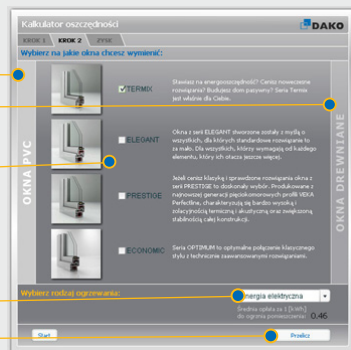 Kalkulator oszczędności
DAKO
KROK 1 KROK 2 ZYSK
Wybierz na jakie okna chcesz wymienić:
OKNA PVC
OKNA DREWNIANE
TERMIX
Stawiasz na energooszczędność? Cenisz nowoczesne
rozwiązania? Budujesz dom pasywny? Seria Termix
jest właśnie dla Ciebie.
ELEGANT
Okna z serii ELEGANT stworzone zostały z myślą o
wszystkich, dla których standardowe rozwiązanie to
za mało. Dla wszystkich, którzy wymagają od każdego
elementu, który ich otacza jeszcze więcej.
PRESTIGE
Jeżeli cenisz klasykę i sprawdzone rozwiązania okna z
serii PRESTIGE to doskonały wybór. Produkowane z
najnowszej generacji pięciokomorowych profili VEKA
Perfectline, charakteryzują się bardzo wysoką i
izolacyjnością termiczną i akustyczną oraz zwiększoną
stabilnością całej konstrukcji.
ECONOMIC
Seria OPTIMUM to optymalne połączenie klasycznego
stylu z technicznie zaawansowanymi rozwiązaniami.
Wybierz rodzaj ogrzewania:
nergia elektryczna
Średnia opłata za 1 [kWh]
do ogrzania pomieszczenia: 0.46
Start
Przelicz